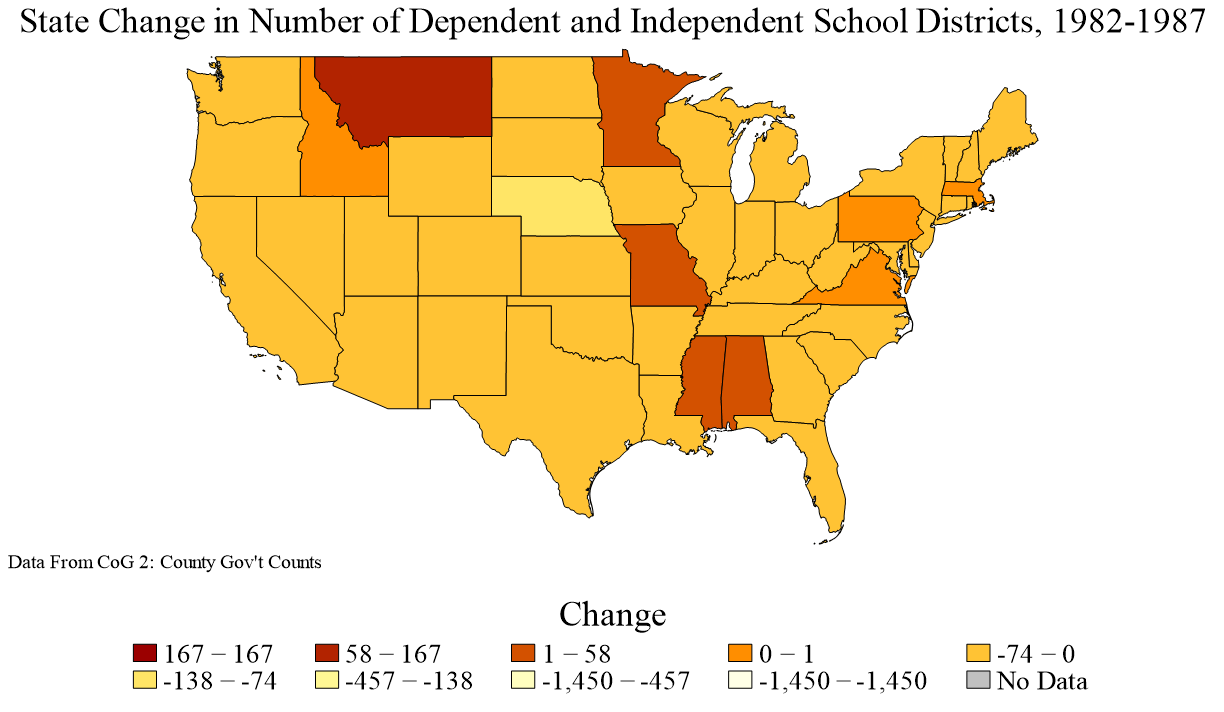 State Change in Number of Dependent and Independent School Districts, 1982-1987
Data From CoG 2: County Gov't Counts
Change
167 − 167 58 − 167 1 − 58 0 − 1 -74 − 0
-138 − -74 -457 − -138 -1,450 − -457 -1,450 − -1,450 No Data